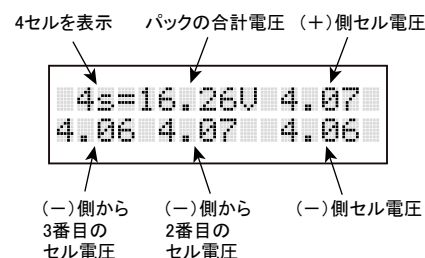 4セルを表示
パックの合計電圧
（＋）側セル電圧
4s=16.26V 4.07
4.06 4.07 4.06
（－）側から
3番目の
セル電圧
（－）側から
2番目の
セル電圧
（－）側セル電圧